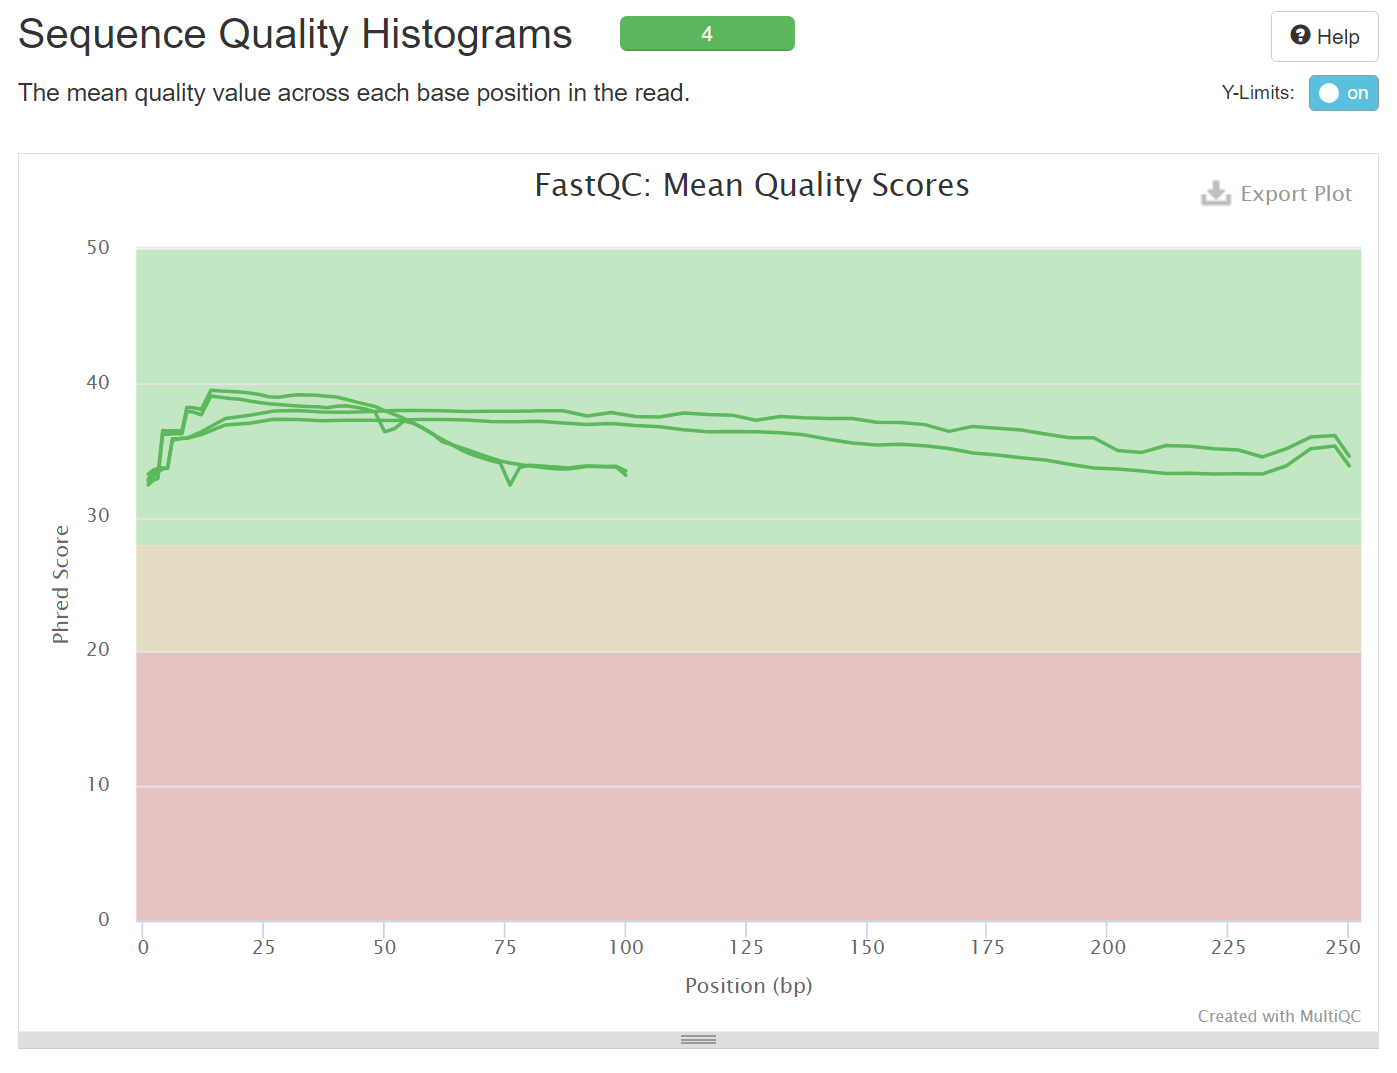 Sequence Quality Histograms
4
? Help
The mean quality value across each base position in the read.
Y-Limits: on
FastQC: Mean Quality Scores
Export Plot
50
40
30
20
10
0
Phred Score
0 25 50 75 100 125 150 175 200 225 250
Position (bp)
Created with MultiQC